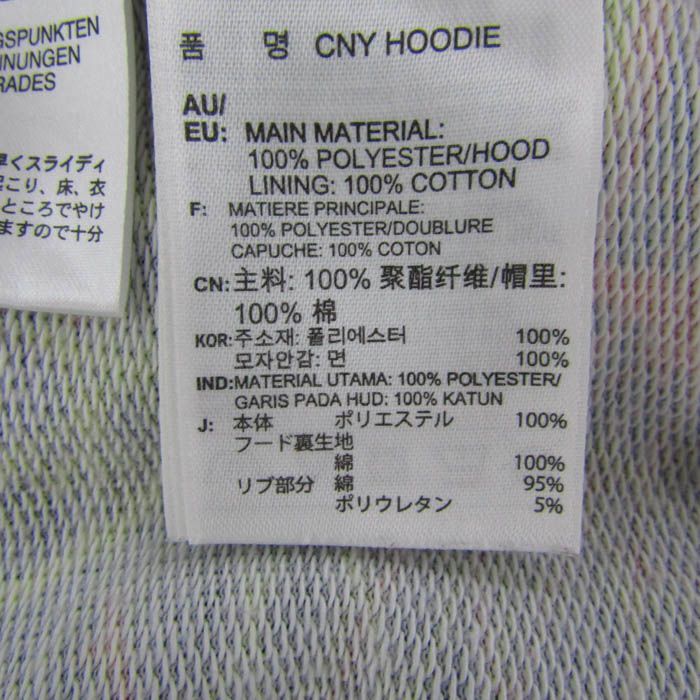 GSPUNKTEN
INNUNGEN
RADES
早くスライディ
起こり、床、衣
ところでやけ
ますので十分
品 명 CNY HOODIE
AU/
EU: MAIN MATERIAL:
100% POLYESTER/HOOD
LINING: 100% COTTON
F: MATIERE PRINCIPALE:
100% POLYESTER/DOUBLURE
CAPUCHE: 100% COTON
CN: 主料: 100% 聚酯纤维/帽里:
100% 棉
KOR: 주소재: 폴리에스터 100%
모자안감: 면 100%
IND: MATERIAL UTAMA: 100% POLYESTER/
GARIS PADA HUD: 100% KATUN
J: 本体 ポリエステル 100%
フード裏生地
綿 100%
リブ部分 綿 95%
ポリウレタン 5%